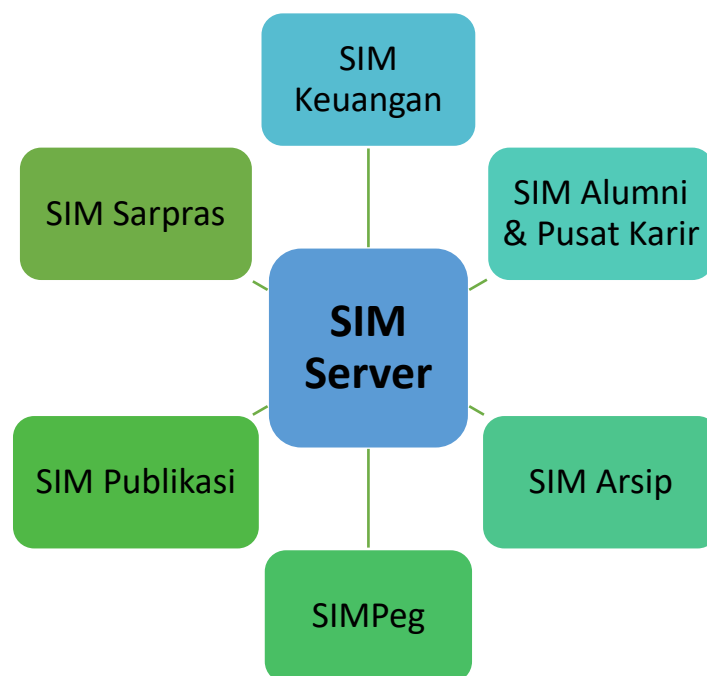 SIM
Keuangan
SIM Alumni
& Pusat Karir
SIM Sarpras
SIM
Server
SIM Publikasi
SIM Arsip
SIMPeg